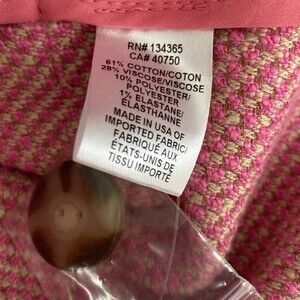 RN# 134365
CA# 40750
61% COTTON/COTON
28% VISCOSE/VISCOSE
10% POLYESTER/
POLYESTER
1% ELASTANE/
ÉLASTHANNE
MADE IN USA OF
IMPORTED FABRIC/
FABRIQUÉ AUX
ÉTATS-UNIS DE
TISSU IMPORTÉ